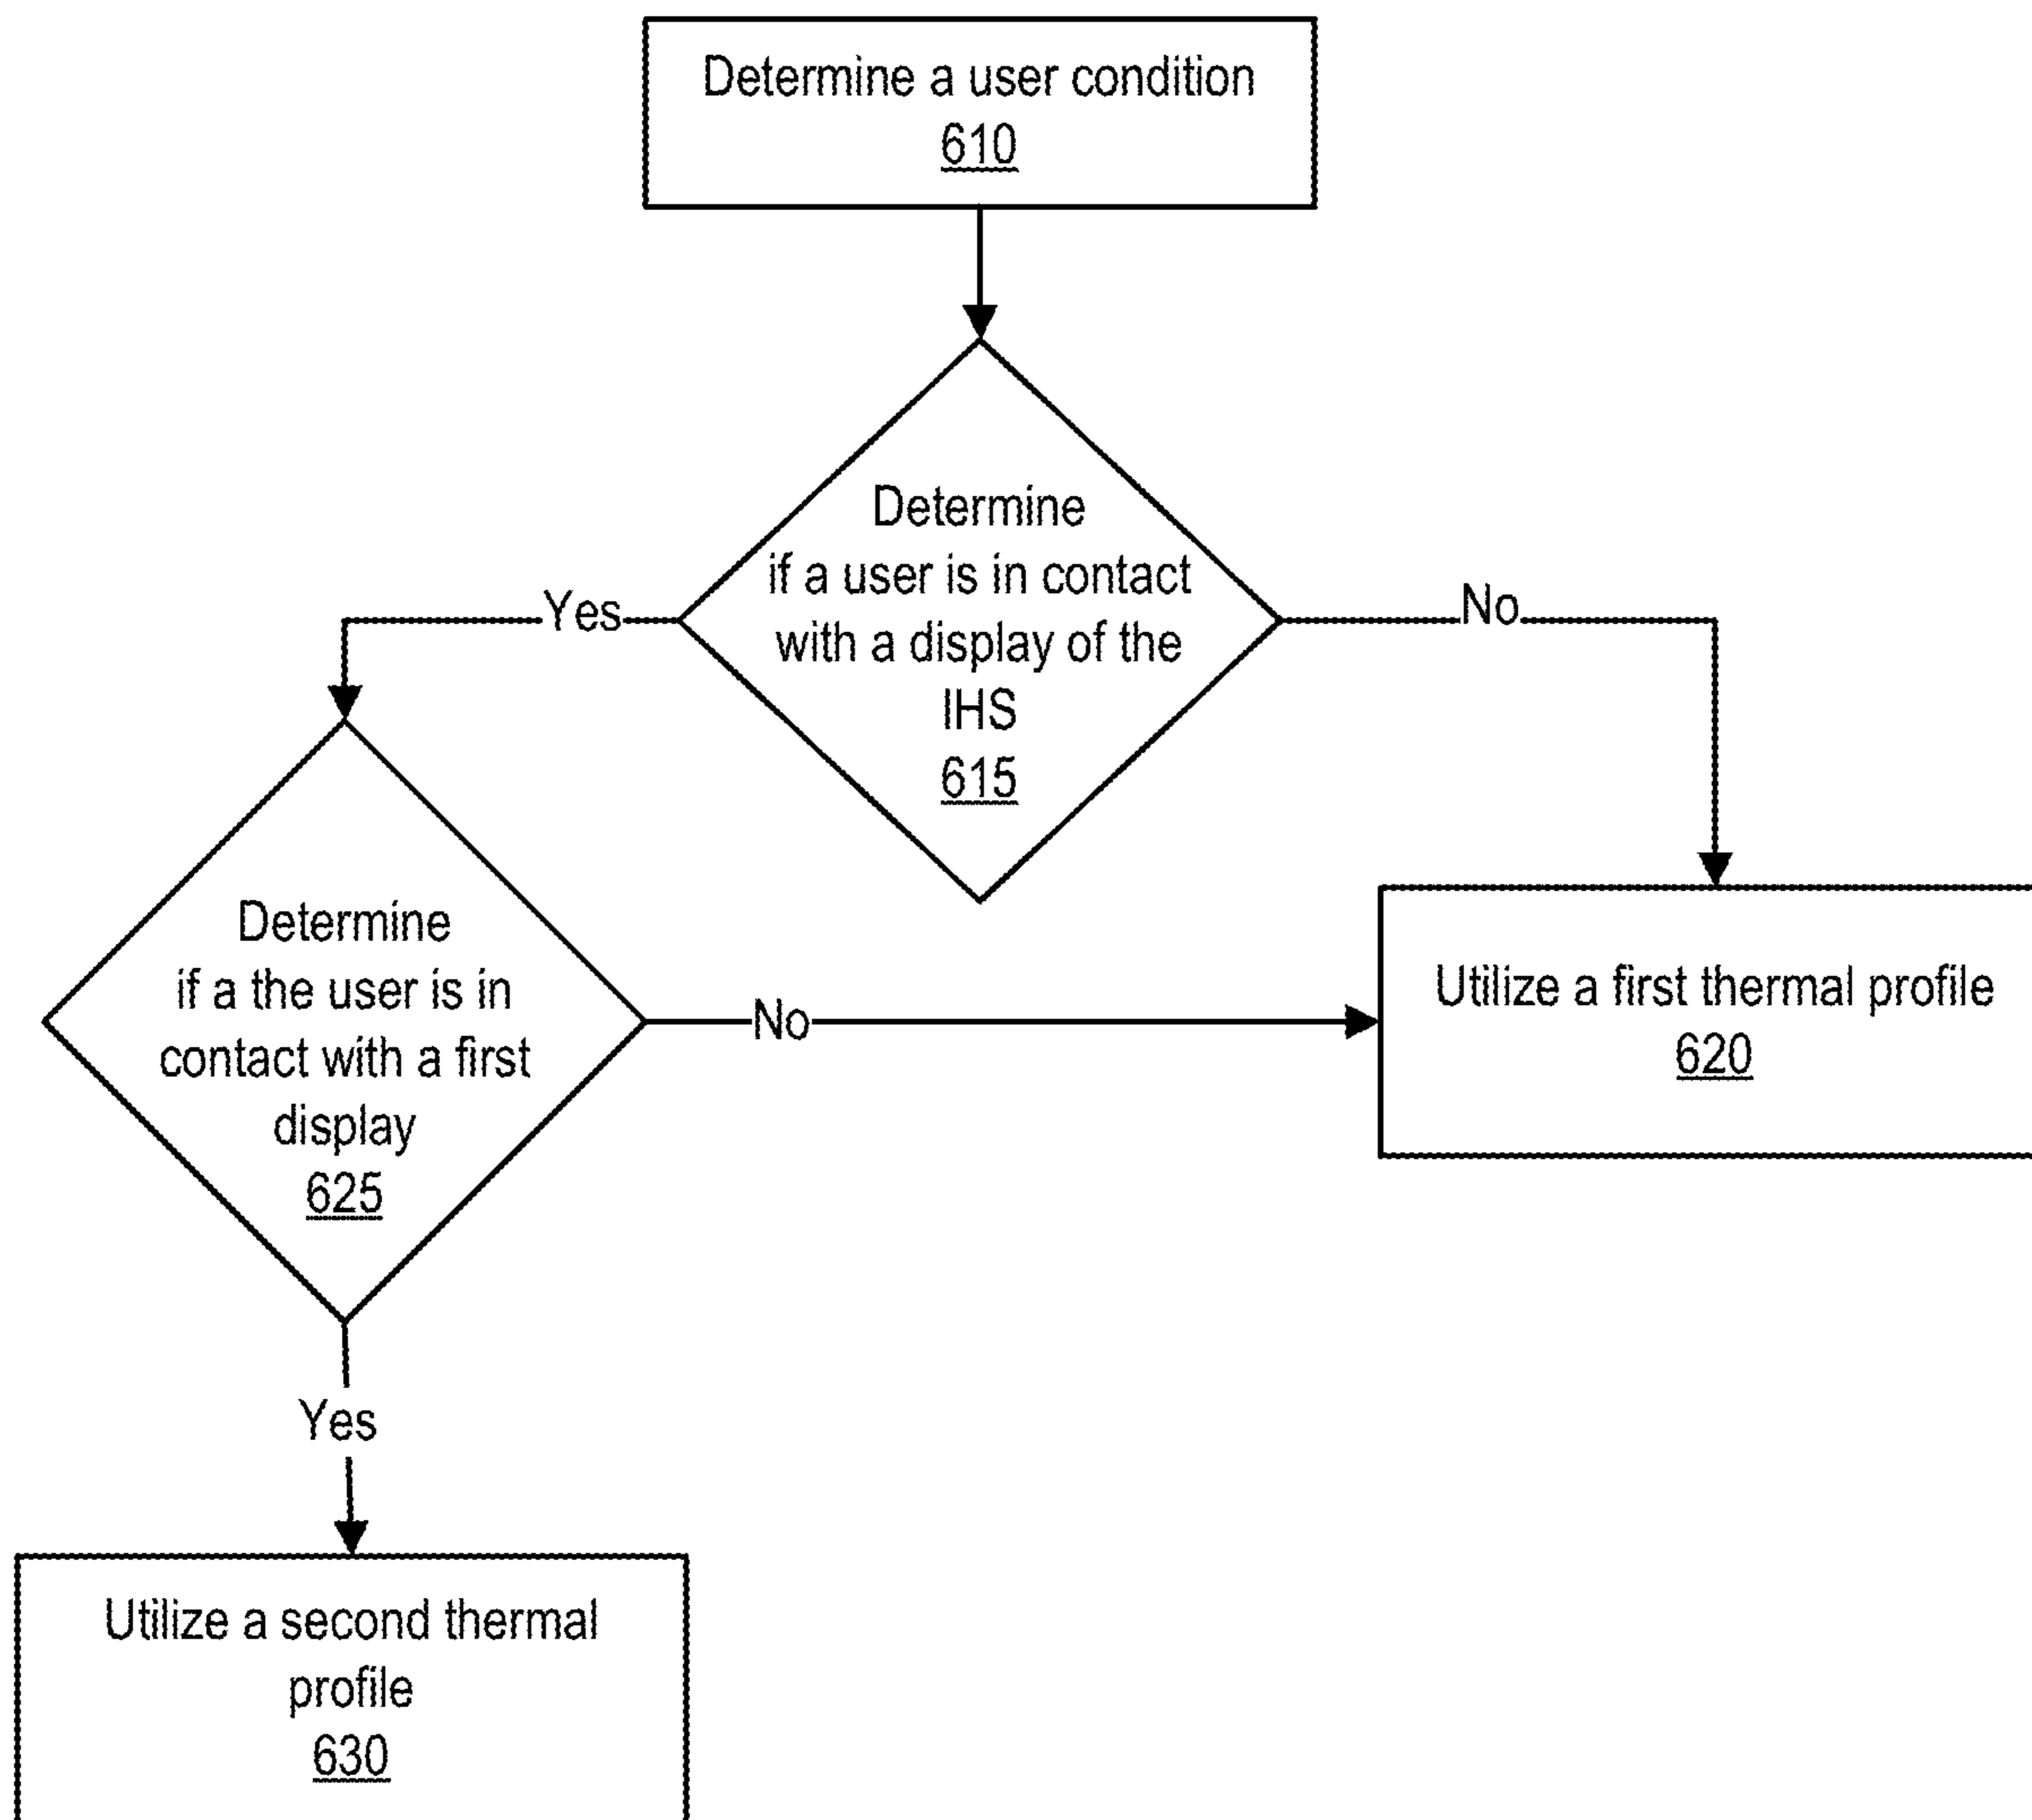 Determine a user condition
610
Determine
if a user is in contact
with a display of the
IHS
615
Yes
No
Determine
if a the user is in
contact with a first
display
625
No
Utilize a first thermal profile
620
Yes
Utilize a second thermal
profile
630